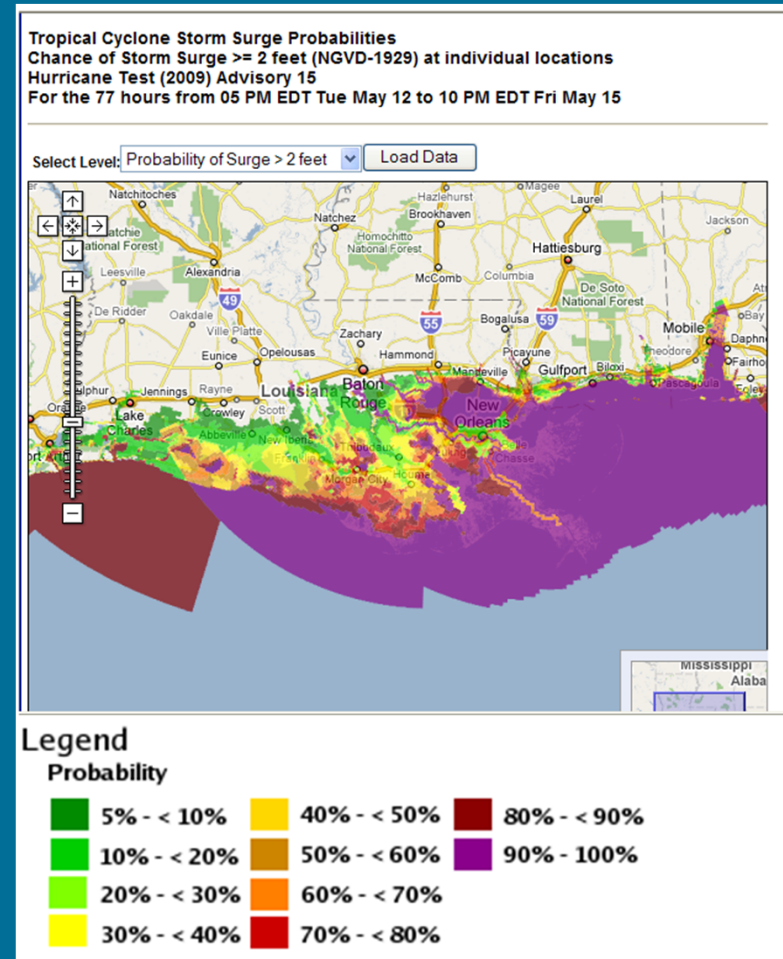 Tropical Cyclone Storm Surge Probabilities
Chance of Storm Surge >= 2 feet (NGVD-1929) at individual locations
Hurricane Test (2009) Advisory 15
For the 77 hours from 05 PM EDT Tue May 12 to 10 PM EDT Fri May 15
Select Level: Probability of Surge > 2 feet Load Data
Natchitoches
Hazlehurst
Magee
Laurel
Natchez
Brookhaven
Jackson
Homochitto
National Forest
Hattiesburg
Leesville
Alexandria
McComb
Columbia
De Soto
National Forest
49
De Ridder
Oakdale
Ville Platte
Zachary
55
Bogalusa
59
Mobile
Eunice
Opelousas
Hammond
Picayune
Mandeville
Gulfport
Biloxi
Pascagoula
Jennings
Rayne
Louisiana
Baton
Rouge
Lake
Charles
Crowley
Scott
New
Orleans
Abbeville
New Iberia
Thibodaux
Franklin
Morgan City
Houma
Chasse
Mississippi
Alaba
Legend
Probability
5% - < 10%
40% - < 50%
80% - < 90%
10% - < 20%
50% - < 60%
90% - 100%
20% - < 30%
60% - < 70%
30% - < 40%
70% - < 80%